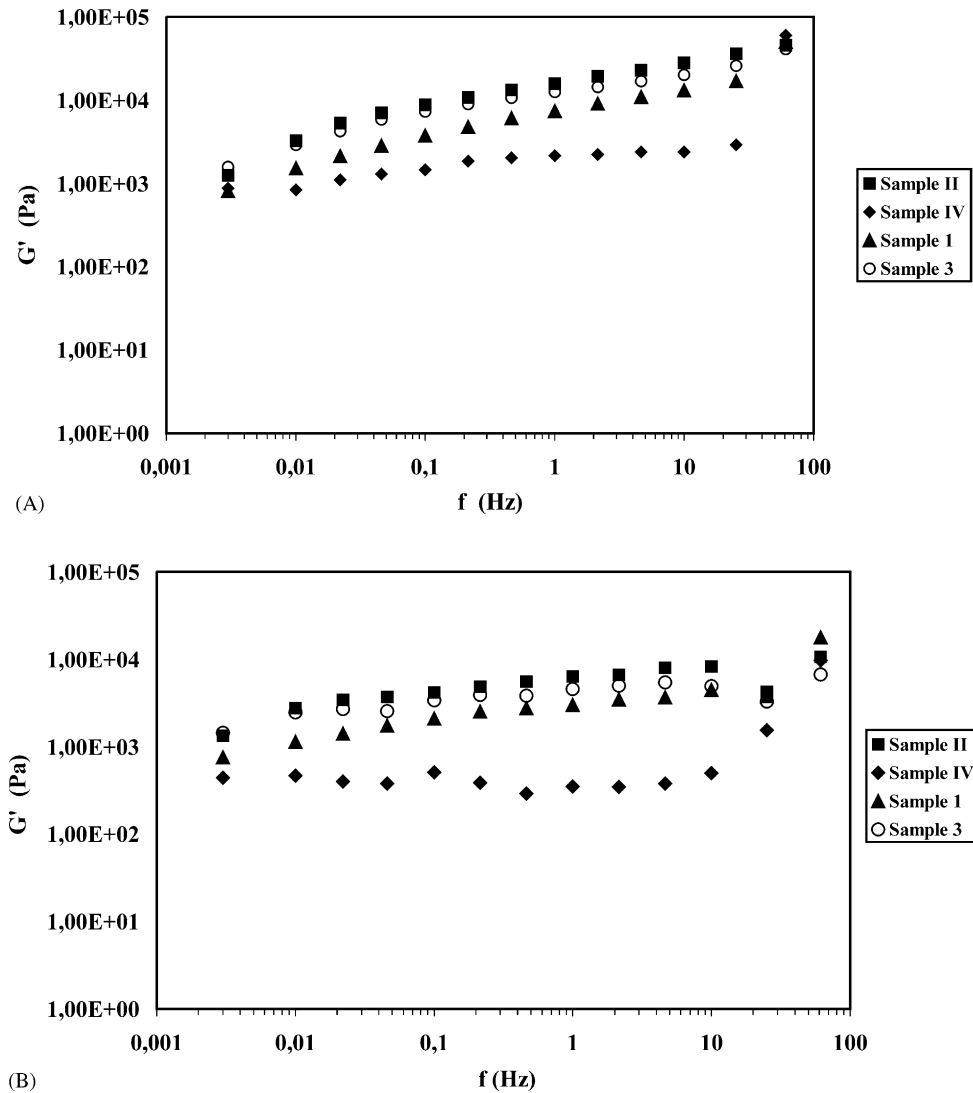 1,00E+05
1,00E+04
1,00E+03
1,00E+02
1,00E+01
1,00E+00
G' (Pa)
0,001 0,01 0,1 1 10 100
f (Hz)
Sample II
Sample IV
Sample 1
Sample 3
(A)
1,00E+05
1,00E+04
1,00E+03
1,00E+02
1,00E+01
1,00E+00
G' (Pa)
0,001 0,01 0,1 1 10 100
f (Hz)
Sample II
Sample IV
Sample 1
Sample 3
(B)